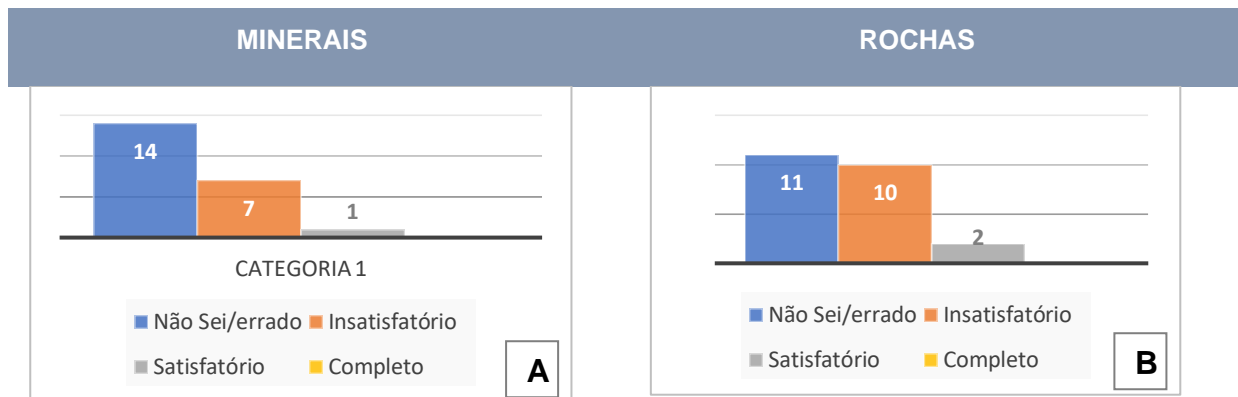 MINERAIS
ROCHAS
14
7
1
CATEGORIA 1
Não Sei/errado Insatisfatório
Satisfatório Completo
A
11
10
2
Não Sei/errado Insatisfatório
Satisfatório Completo
B